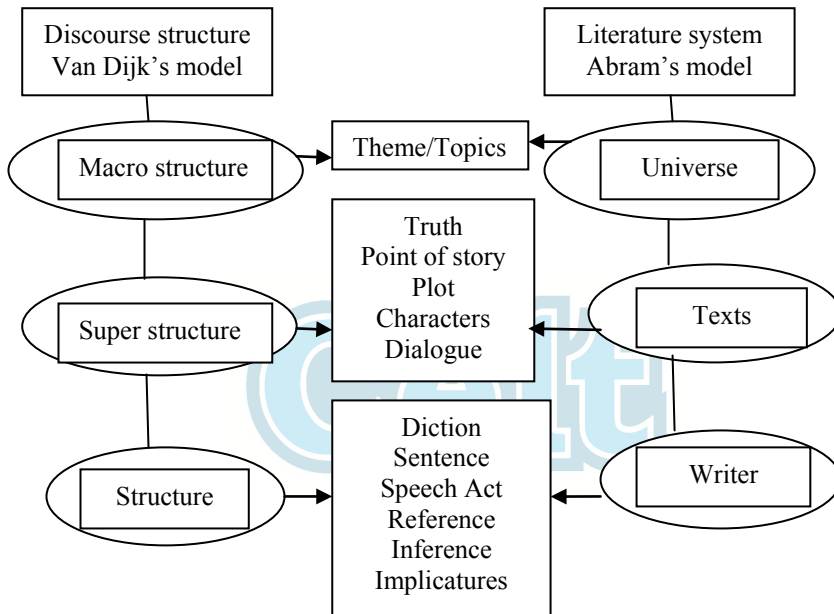 Discourse structure
Van Dijk’s model
Literature system
Abram’s model
Macro structure
Theme/Topics
Universe
Truth
Point of story
Plot
Characters
Dialogue
Super structure
Texts
Diction
Sentence
Speech Act
Reference
Inference
Implicatures
Structure
Writer
Celt